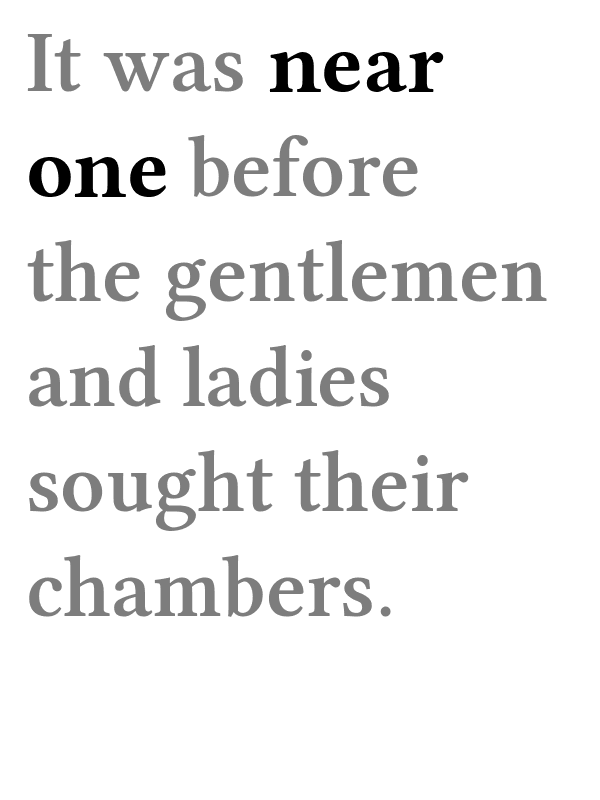 It was near
one before
the gentlemen
and ladies
sought their
chambers.